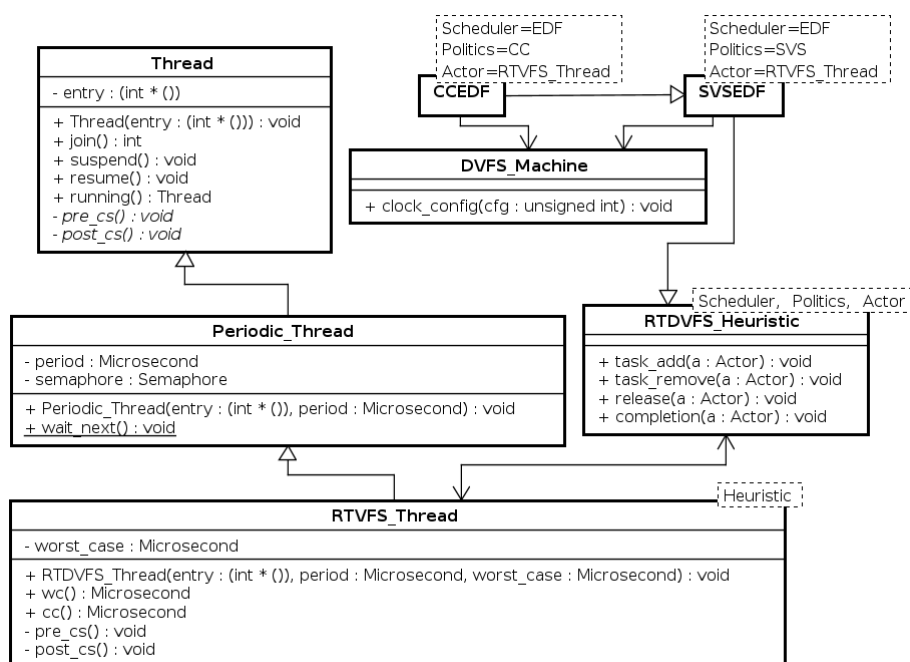 Thread
- entry : (int * ())
+ Thread(entry : (int * ())) : void
+ join() : int
+ suspend() : void
+ resume() : void
+ running() : Thread
- pre_cs() : void
- post_cs() : void
Scheduler=EDF
Politics=CC
Actor=RTVFS_Thread
CCEDF
Scheduler=EDF
Politics=SVS
Actor=RTVFS_Thread
SVSEDF
DVFS_Machine
+ clock_config(cfg : unsigned int) : void
Periodic_Thread
- period : Microsecond
- semaphore : Semaphore
+ Periodic_Thread(entry : (int * ()), period : Microsecond) : void
+ wait_next() : void
Scheduler, Politics, Actor
RTDVFS_Heuristic
+ task_add(a : Actor) : void
+ task_remove(a : Actor) : void
+ release(a : Actor) : void
+ completion(a : Actor) : void
Heuristic
RTVFS_Thread
- worst_case : Microsecond
+ RTDVFS_Thread(entry : (int * ()), period : Microsecond, worst_case : Microsecond) : void
+ wc() : Microsecond
+ cc() : Microsecond
- pre_cs() : void
- post_cs() : void